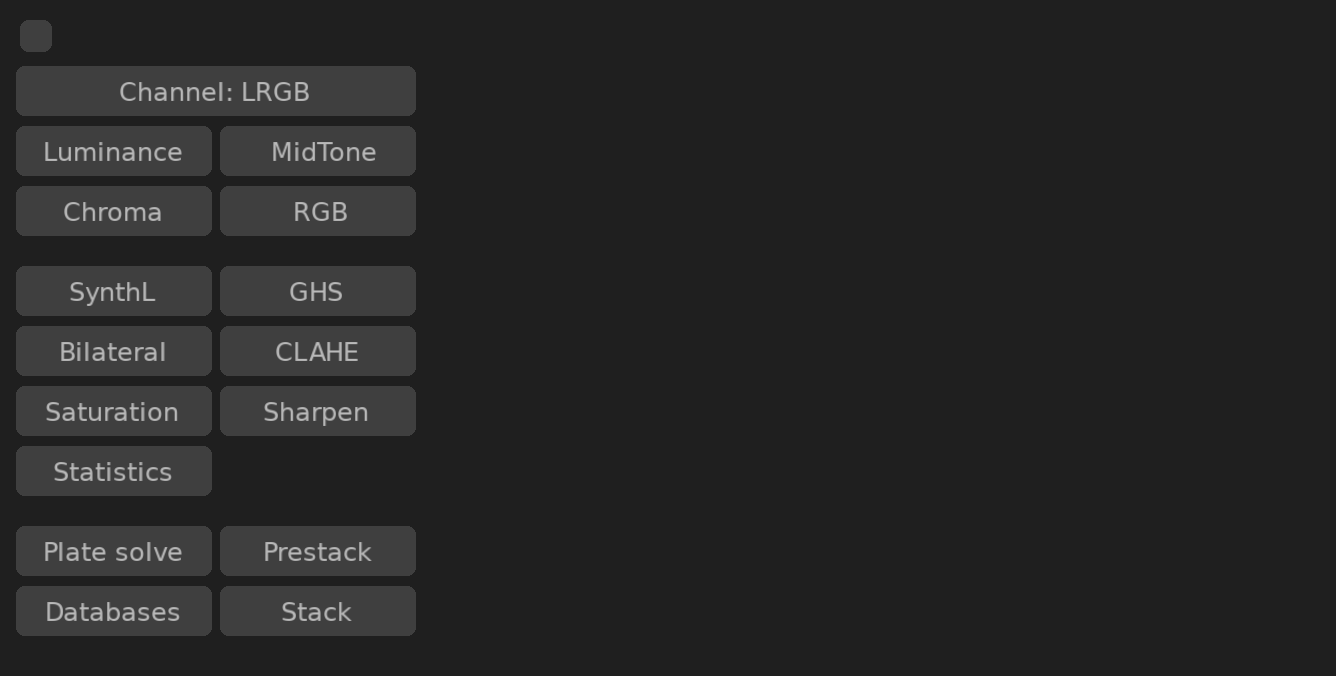 Channel: LRGB
Luminance MidTone
Chroma RGB
SynthL GHS
Bilateral CLAHE
Saturation Sharpen
Statistics
Plate solve Prestack
Databases Stack